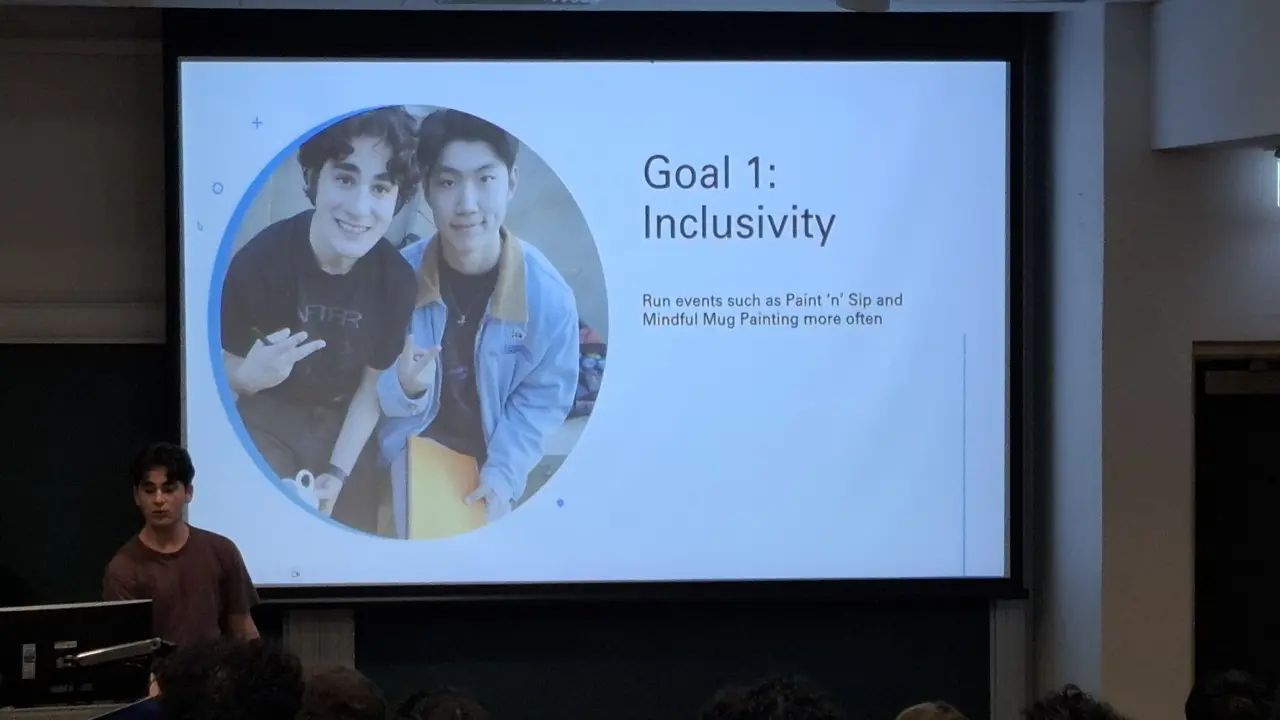 Goal 1:
Inclusivity
Run events such as Paint ‘n’ Sip and
Mindful Mug Painting more often